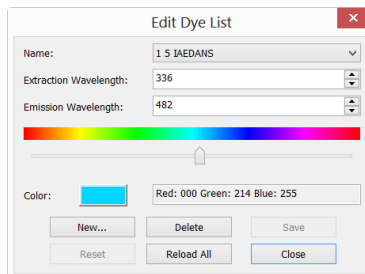 Edit Dye List
Name: 1 5 IAEDANS
Extraction Wavelength: 336
Emission Wavelength: 482
Color: Red: 000 Green: 214 Blue: 255
New... Delete Save
Reset Reload All Close